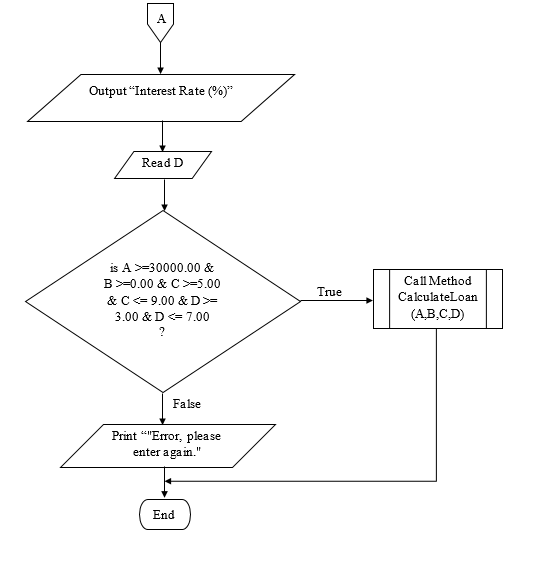 A
Output “Interest Rate (%)”
Read D
is A >=30000.00 &
B >=0.00 & C >=5.00
& C <= 9.00 & D >=
3.00 & D <= 7.00
?
True
Call Method
CalculateLoan
(A,B,C,D)
False
Print “"Error, please
enter again."
End